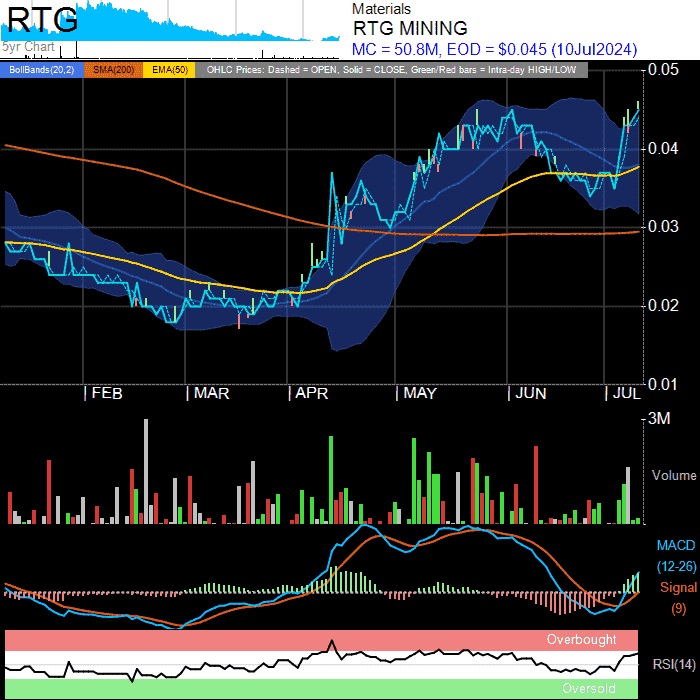 RTG
5yr Chart
Materials
RTG MINING
MC = 50.8M, EOD = $0.045 (10Jul2024)
BollBands(20,2) SMA(200) EMA(50) OHLC Prices: Dashed = OPEN, Solid = CLOSE, Green/Red bars = Intra-day HIGH/LOW
0.05
0.04
0.03
0.02
0.01
| FEB | MAR | APR | MAY | JUN | JUL
3M
Volume
MACD
(12-26)
Signal
(9)
Overbought
RSI(14)
Oversold